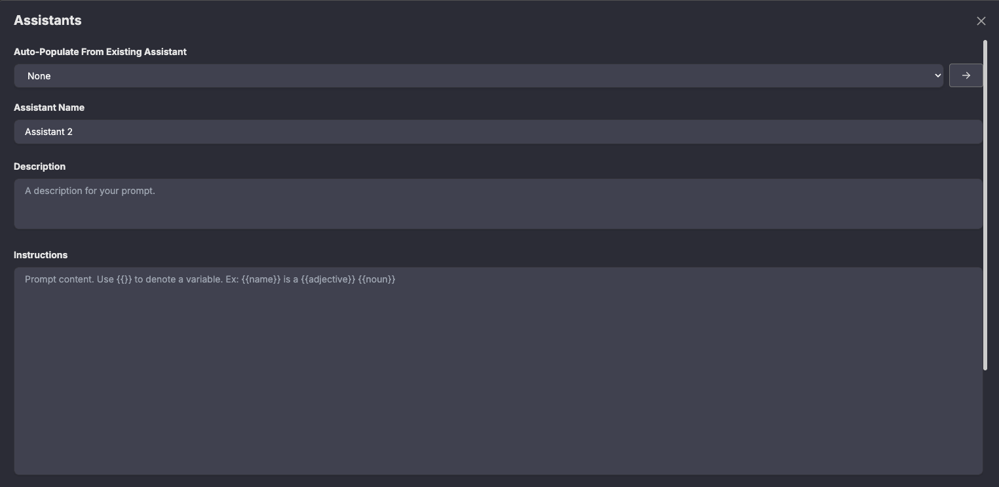 Assistants
Auto-Populate From Existing Assistant
None
Assistant Name
Assistant 2
Description
A description for your prompt.
Instructions
Prompt content. Use {{}} to denote a variable. Ex: {{name}} is a {{adjective}} {{noun}}